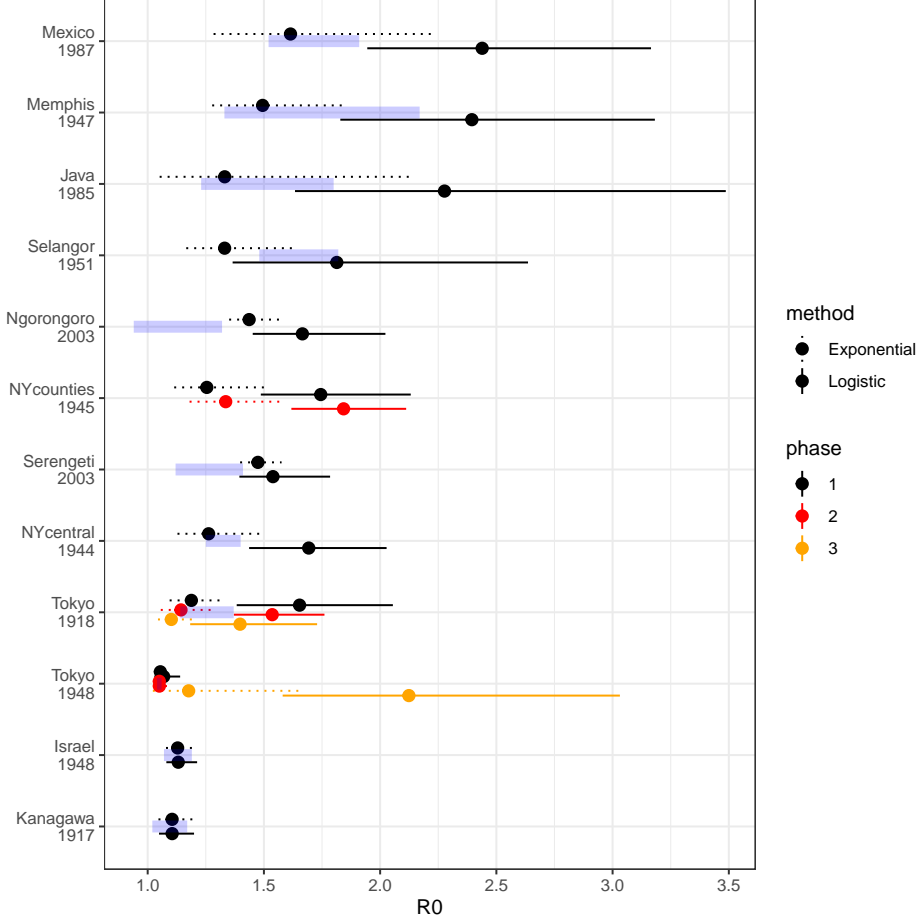 Mexico
1987
Memphis
1947
Java
1985
Selangor
1951
Ngorongoro
2003
NYcounties
1945
Serengeti
2003
NYcentral
1944
Tokyo
1918
Tokyo
1948
Israel
1948
Kanagawa
1917
1.0 1.5 2.0 2.5 3.0 3.5
R0
method
Exponential
Logistic
phase
1
2
3